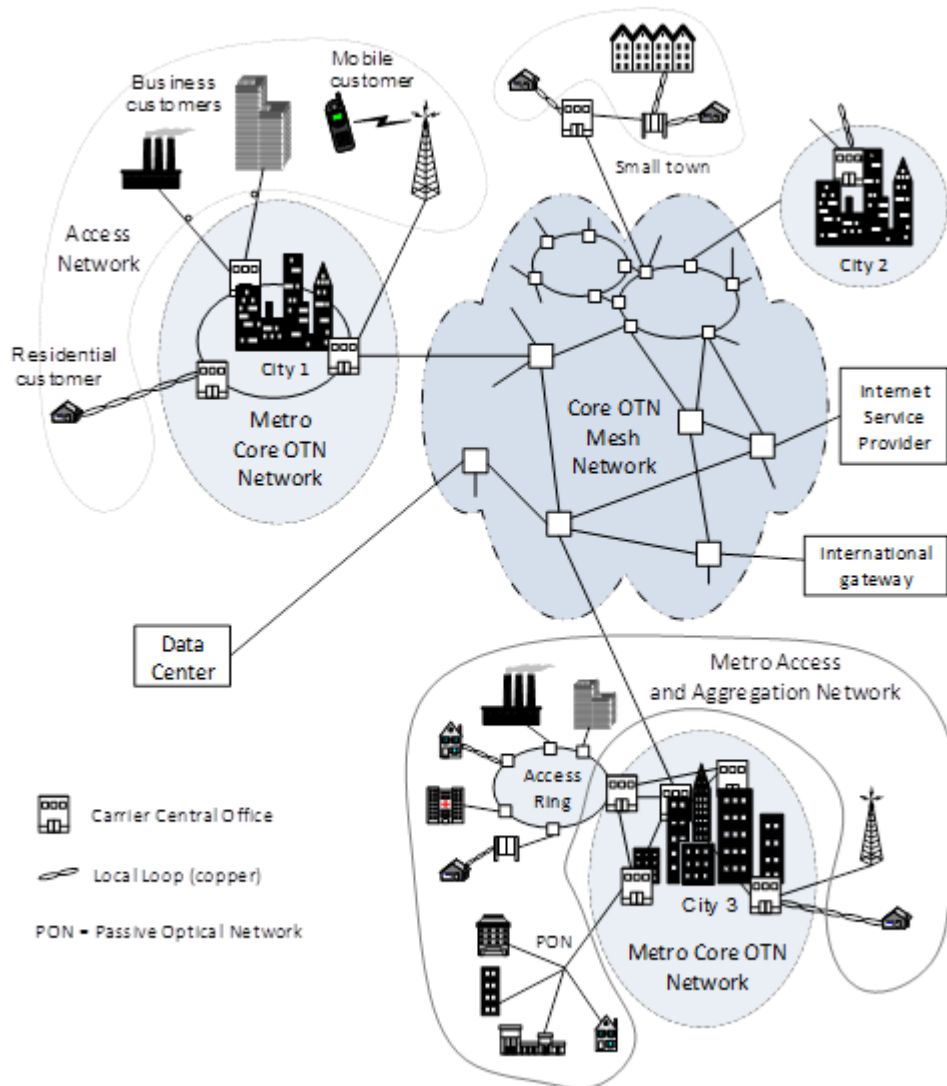 Business
customers
Mobile
customer
Small town
Access
Network
City 2
Residential
customer
City 1
Metro
Core OTN
Network
Core OTN
Mesh
Network
Internet
Service
Provider
International
gateway
Data
Center
Metro Access
and Aggregation Network
Access
Ring
Carrier Central Office
Local Loop (copper)
PON = Passive Optical Network
City 3
PON
Metro Core OTN
Network